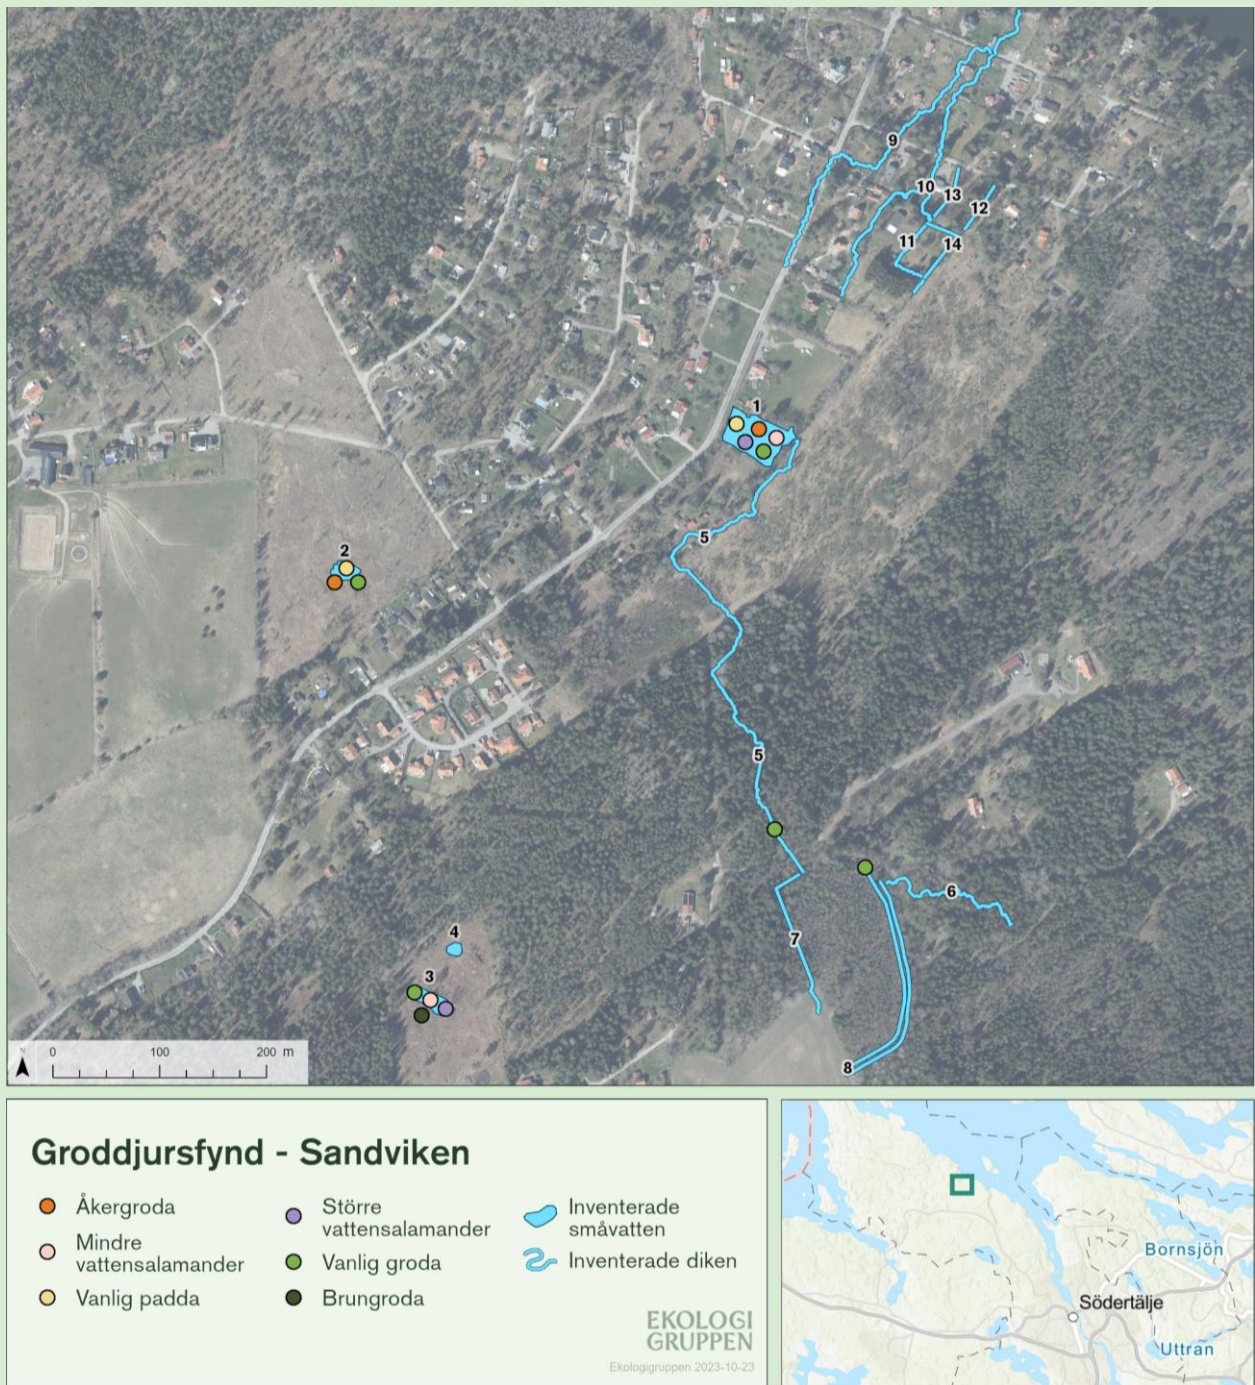 9
10
13
12
11
14
1
5
2
5
6
4
7
3
8
N
0 100 200 m
Groddjursfynd - Sandviken
Åkergroda
Mindre
vattensalamander
Vanlig padda
Större
vattensalamander
Vanlig groda
Brungroda
Inventerade
småvatten
Inventerade diken
EKOLOGI
GRUPPEN
Ekologigruppen 2023-10-23
Bornsjön
Södertälje
Uttran